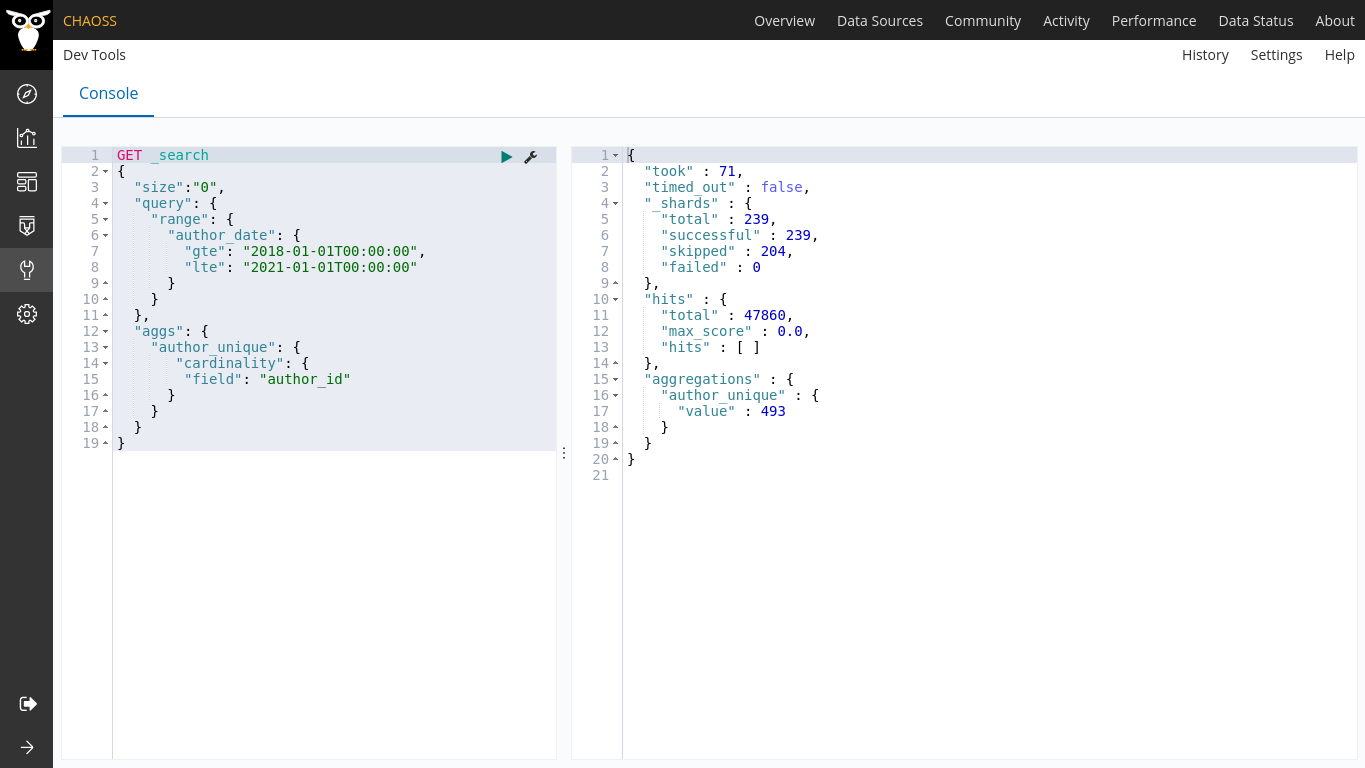 CHAOSS
Overview Data Sources Community Activity Performance Data Status About
Dev Tools
History Settings Help
Console
1 GET _search
2 {
3 "size":"0",
4 "query": {
5 "range": {
6 "author_date": {
7 "gte": "2018-01-01T00:00:00",
8 "lte": "2021-01-01T00:00:00"
9 }
10 }
11 },
12 "aggs": {
13 "author_unique": {
14 "cardinality": {
15 "field": "author_id"
16 }
17 }
18 }
19 }
1 {
2 "took" : 71,
3 "timed_out" : false,
4 "_shards" : {
5 "total" : 239,
6 "successful" : 239,
7 "skipped" : 204,
8 "failed" : 0
9 },
10 "hits" : {
11 "total" : 47860,
12 "max_score" : 0.0,
13 "hits" : [ ]
14 },
15 "aggregations" : {
16 "author_unique" : {
17 "value" : 493
18 }
19 }
20 }
21